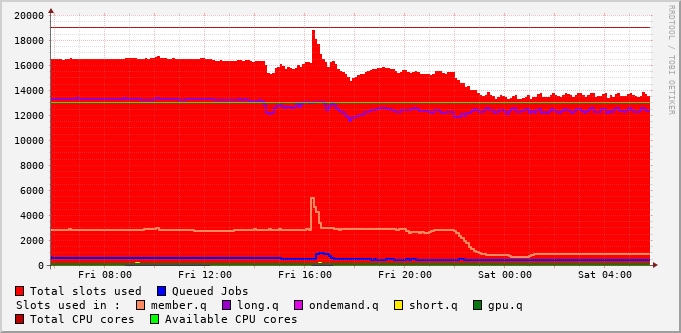 RRDTOOL / TOBI OETIKER
20000
18000
16000
14000
12000
10000
8000
6000
4000
2000
0
Fri 08:00 Fri 12:00 Fri 16:00 Fri 20:00 Sat 00:00 Sat 04:00
Total slots used Queued Jobs
Slots used in : member.q long.q ondemand.q short.q gpu.q
Total CPU cores Available CPU cores